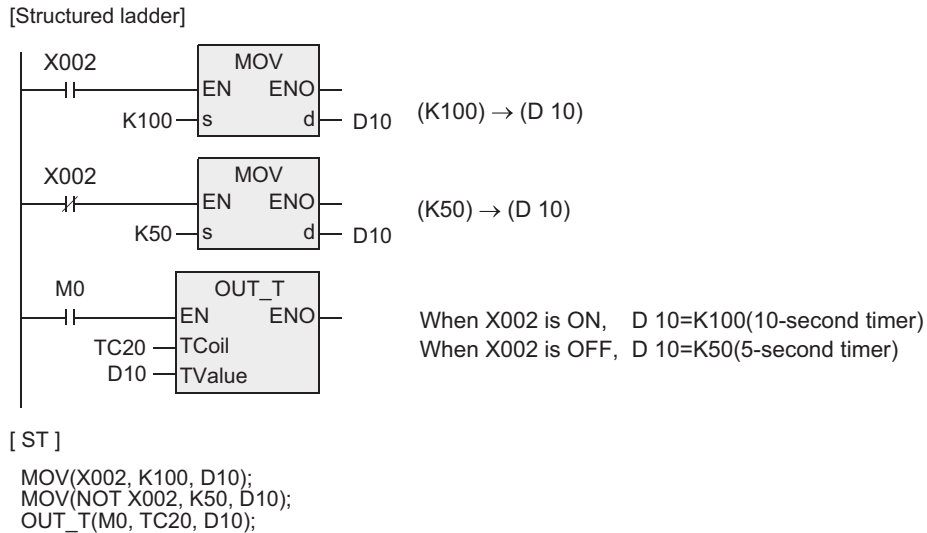 [Structured ladder]
X002
MOV
EN ENO
K100 s d D10 (K100) → (D 10)
X002
MOV
EN ENO
K50 s d D10 (K50) → (D 10)
M0
OUT_T
EN ENO
TC20 TCoil
D10 TValue
When X002 is ON, D 10=K100(10-second timer)
When X002 is OFF, D 10=K50(5-second timer)
[ ST ]
MOV(X002, K100, D10);
MOV(NOT X002, K50, D10);
OUT_T(M0, TC20, D10);